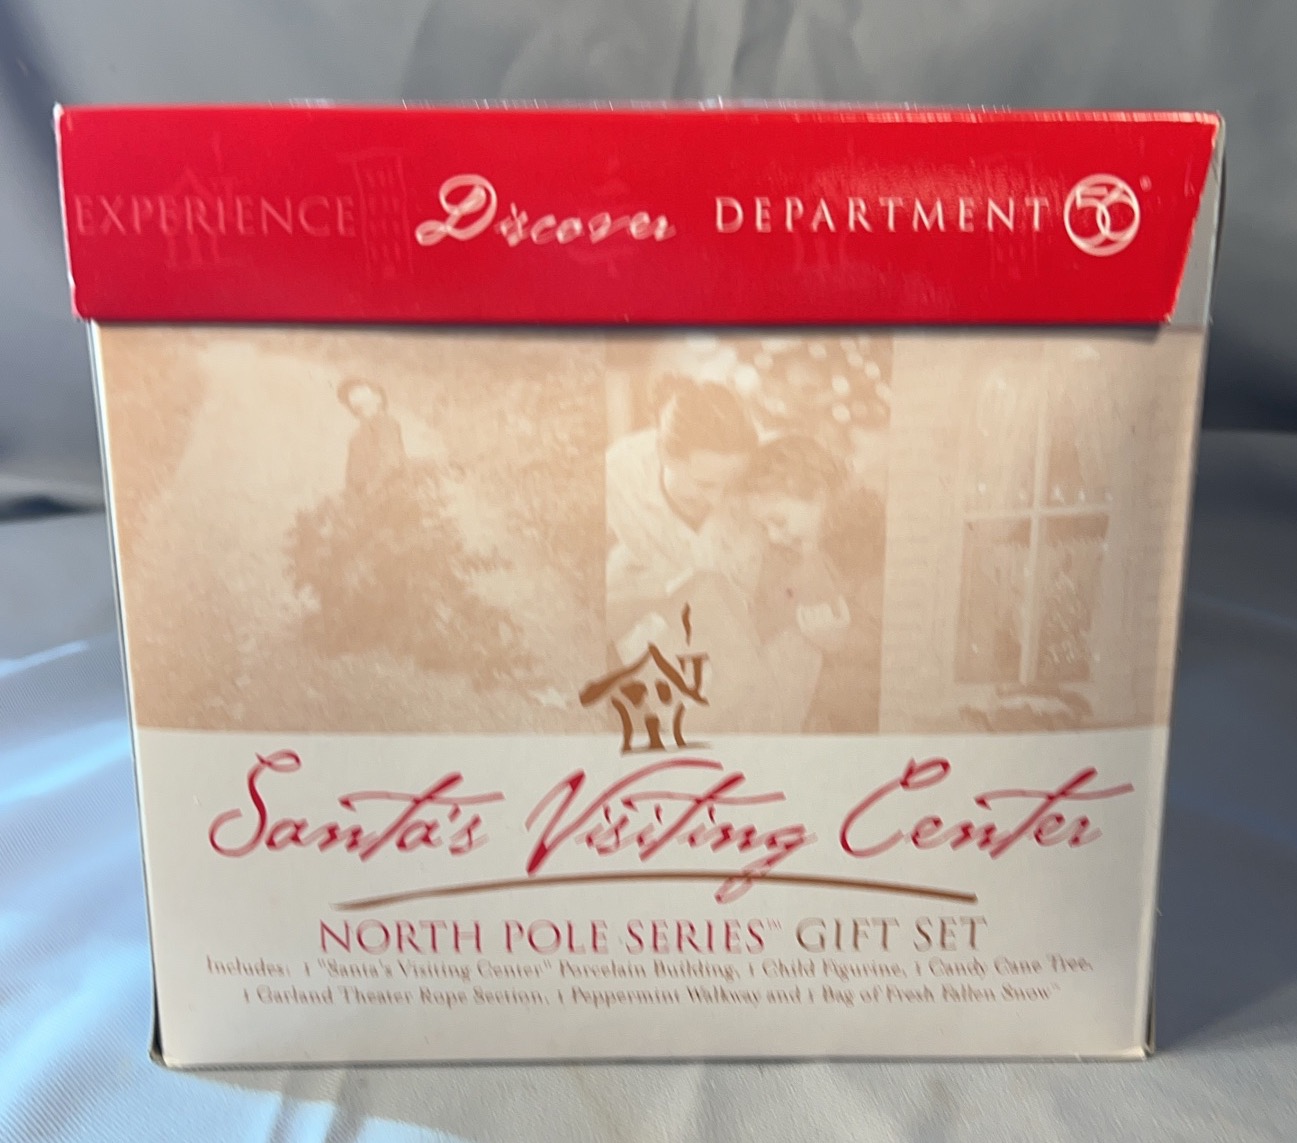 EXPERIENCE Discover DEPARTMENT 56®
Santa's Visiting Center
NORTH POLE SERIES™ GIFT SET
Includes: 1 "Santa's Visiting Center" Porcelain Building, 1 Child Figurine, 1 Candy Cane Tree,
1 Garland Theater Rope Section, 1 Peppermint Walkway and 1 Bag of Fresh Fallen Snow™